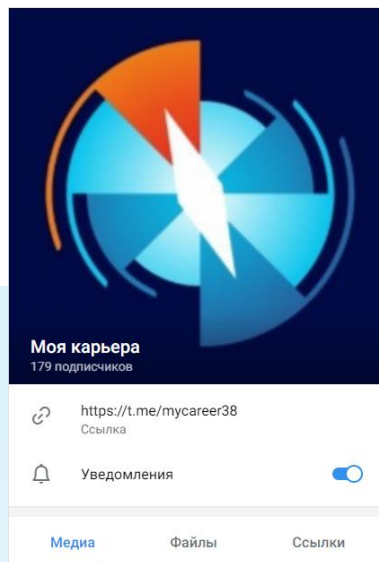 Моя карьера
179 подписчиков
https://t.me/mycareer38
Ссылка
Уведомления
Медиа Файлы Ссылки